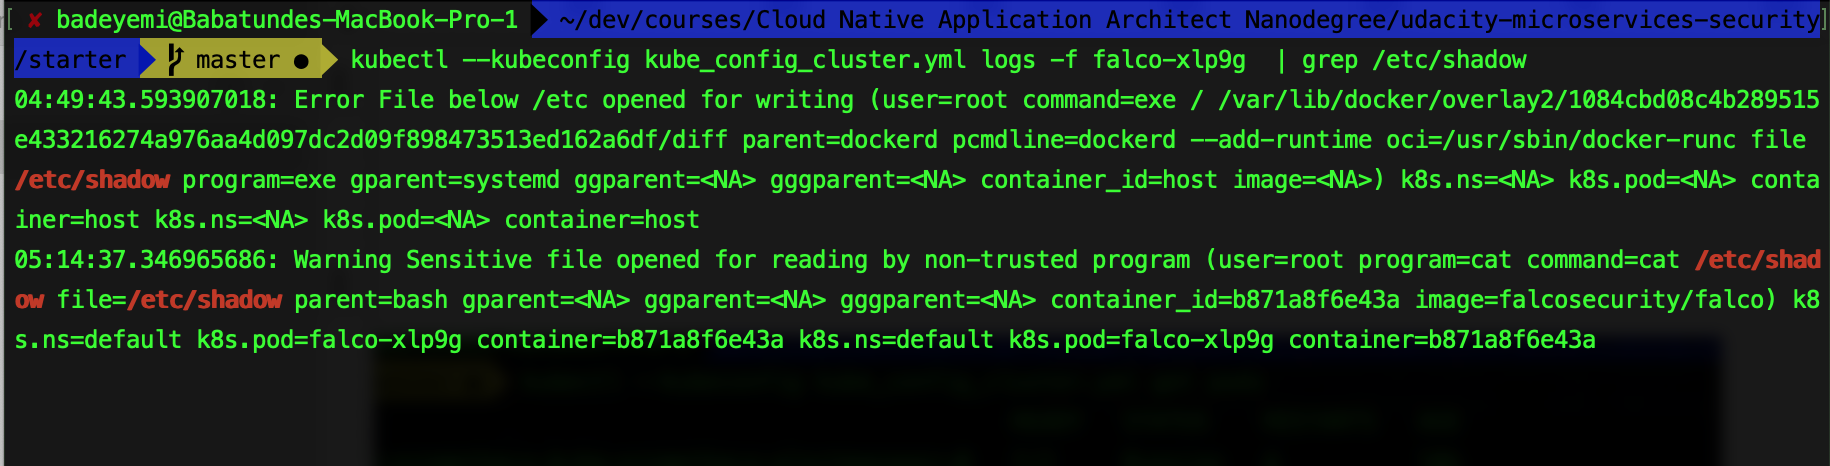 [ ✘ badeyemi@Babatundes-MacBook-Pro-1 ~/dev/courses/Cloud Native Application Architect Nanodegree/udacity-microservices-security]
/starter master ● kubectl --kubeconfig kube_config_cluster.yml logs -f falco-xlp9g | grep /etc/shadow
04:49:43.593907018: Error File below /etc opened for writing (user=root command=exe / /var/lib/docker/overlay2/1084cbd08c4b289515
e433216274a976aa4d097dc2d09f898473513ed162a6df/diff parent=dockerd pcmdline=dockerd --add-runtime oci=/usr/sbin/docker-runc file
/etc/shadow program=exe gparent=systemd ggparent=<NA> gggparent=<NA> container_id=host image=<NA>) k8s.ns=<NA> k8s.pod=<NA> conta
iner=host k8s.ns=<NA> k8s.pod=<NA> container=host
05:14:37.346965686: Warning Sensitive file opened for reading by non-trusted program (user=root program=cat command=cat /etc/shad
ow file=/etc/shadow parent=bash gparent=<NA> ggparent=<NA> gggparent=<NA> container_id=b871a8f6e43a image=falcosecurity/falco) k8
s.ns=default k8s.pod=falco-xlp9g container=b871a8f6e43a k8s.ns=default k8s.pod=falco-xlp9g container=b871a8f6e43a